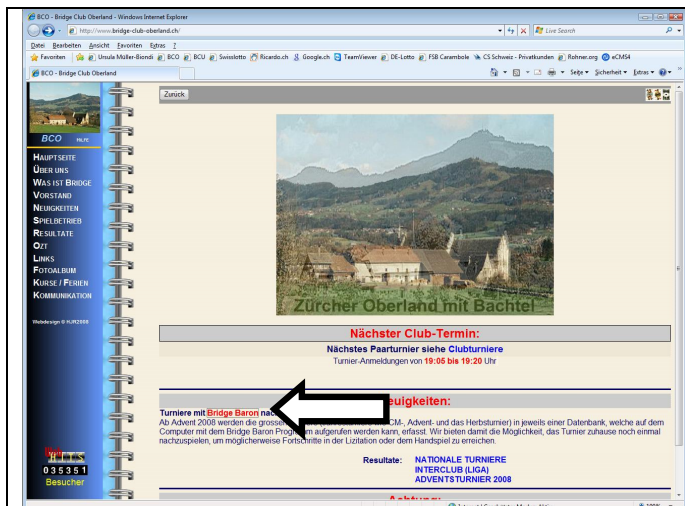 BCO - Bridge Club Oberland - Windows Internet Explorer
http://www.bridge-club-oberland.ch/
Live Search
Datei Bearbeiten Ansicht Favoriten Extras ?
Favoriten Ursula Müller-Biondi BCO BCU Swisslotto Ricardo.ch Google.ch TeamViewer DE-Lotto FSB Carambole CS Schweiz - Privatkunden Rohner.org eCMS4
BCO - Bridge Club Oberland
Seite Sicherheit Extras
Zurück
BCO HILFE
HAUPTSEITE
ÜBER UNS
WAS IST BRIDGE
VORSTAND
NEUIGKEITEN
SPIELBETRIEB
RESULTATE
OZT
LINKS
FOTOALBUM
KURSE / FERIEN
KOMMUNIKATION
Webdesign © HJR2008
HITS
035351
Besucher
Zürcher Oberland mit Bachtel
Nächster Club-Termin:
Nächstes Paarturnier siehe Clubturniere
Turnier-Anmeldungen von 19:05 bis 19:20 Uhr
Neuigkeiten:
Turniere mit Bridge Baron
Ab Advent 2008 werden die grossen CM-, Advent- und das Herbsturnier) in jeweils einer Datenbank, welche auf dem
Computer mit dem Bridge Baron Programm aufgerufen werden kann, erfasst. Wir bieten damit die Möglichkeit, das Turnier zuhause noch einmal
nachzuspielen, um möglicherweise Fortschritte in der Lizitation oder dem Handspiel zu erreichen.
Resultate: NATIONALE TURNIERE
INTERCLUB (LIGA)
ADVENTSTURNIER 2008